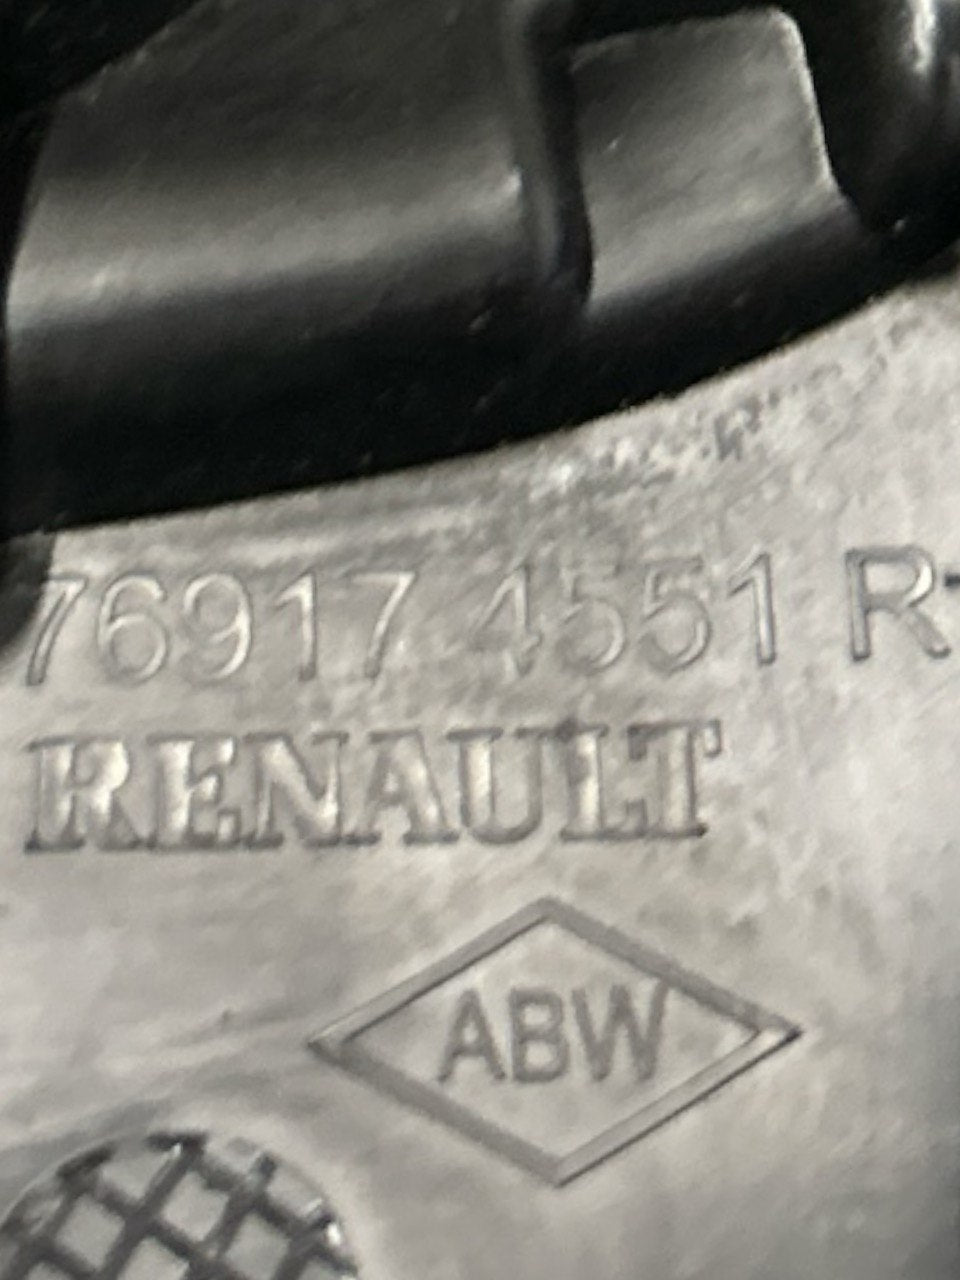 76917 4551 R-
RENAULT
ABW